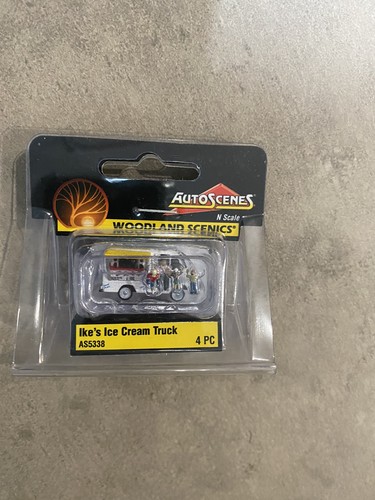 AUTOSCENES®
N Scale
WOODLAND SCENICS®
Ike's Ice Cream Truck
AS5338
4 PC